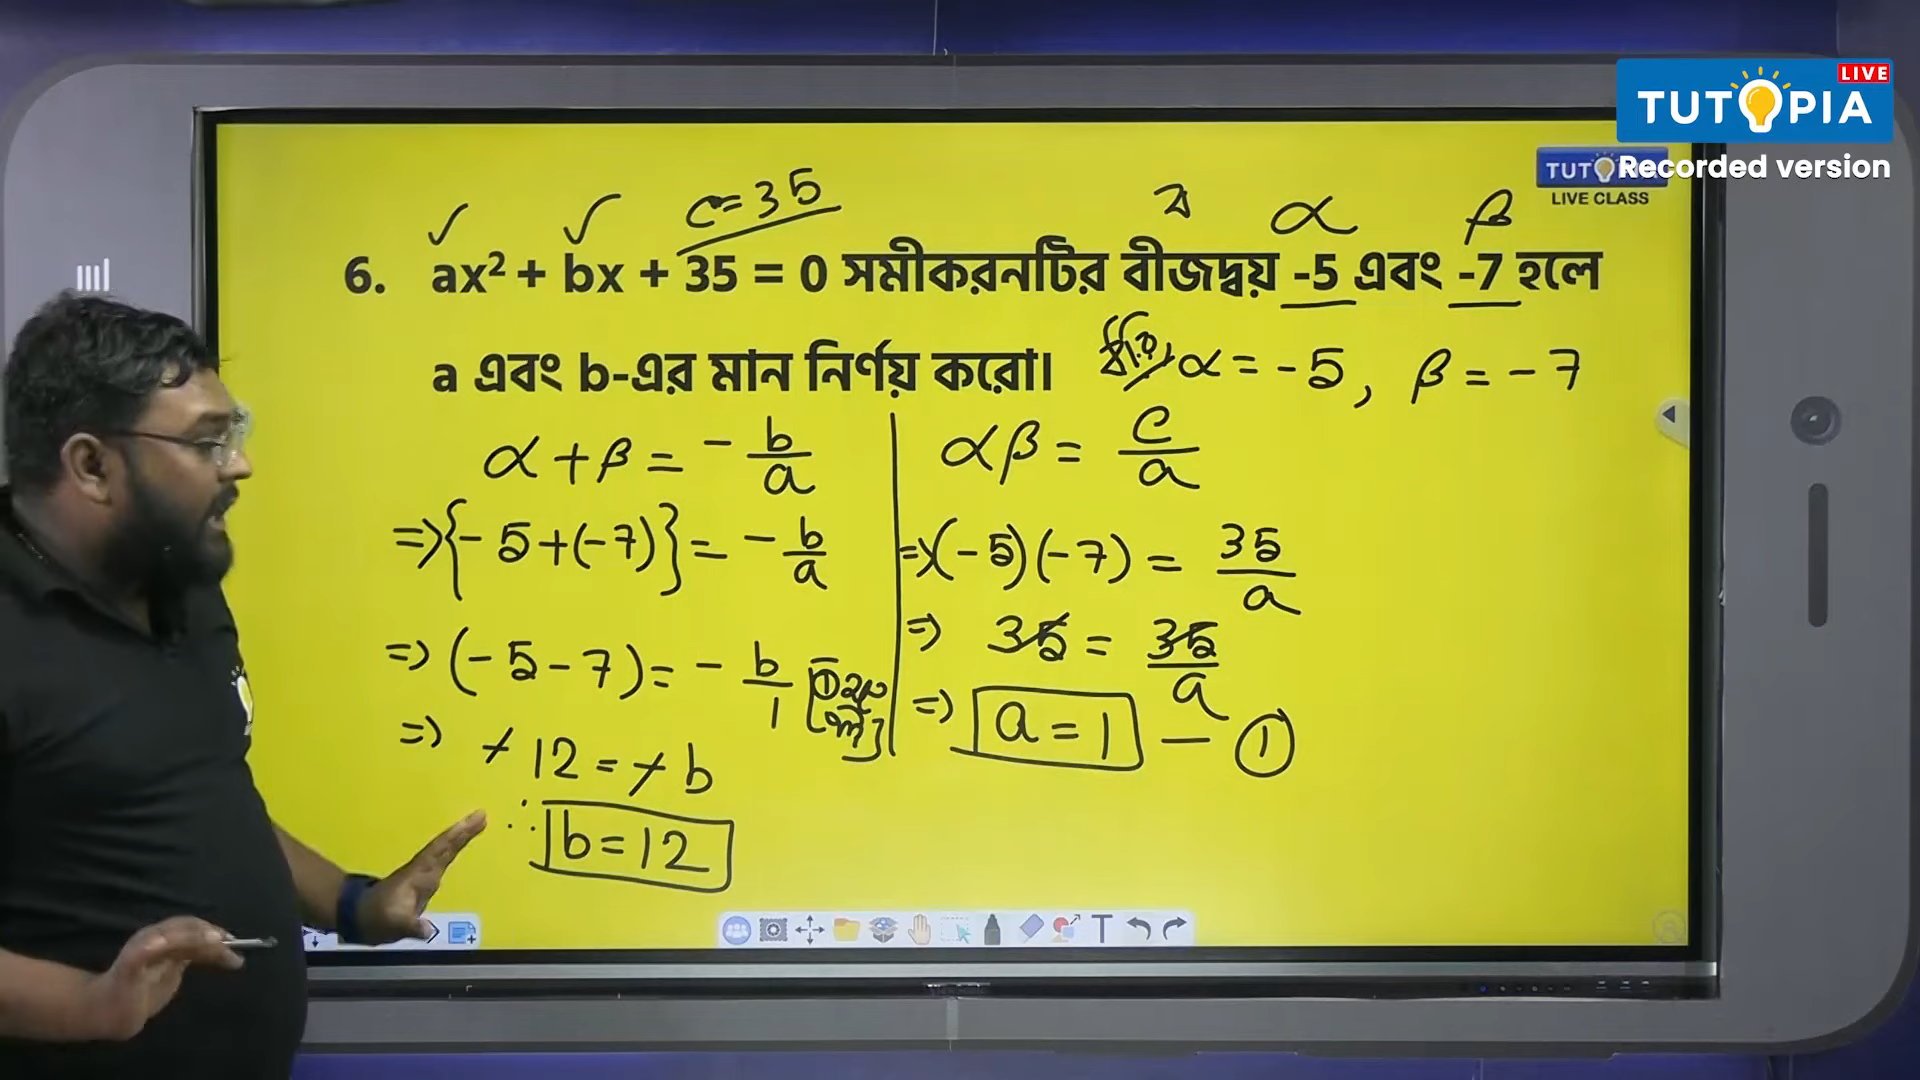 LIVE
TUTOPIA
Recorded version
TUTOPIA
LIVE CLASS
c=35
α β
6. ax² + bx + 35 = 0 সমীকরনটির বীজদ্বয় -5 এবং -7 হলে
a এবং b-এর মান নির্ণয় করো।
α = -5, β = -7
α + β = - b/a
⇒ {-5+(-7)} = - b/a
⇒ (-5-7) = - b/1
⇒ -12 = -b
∴ b = 12
αβ = c/a
⇒ (-5)(-7) = 35/a
⇒ 35 = 35/a
⇒ a = 1 — ①